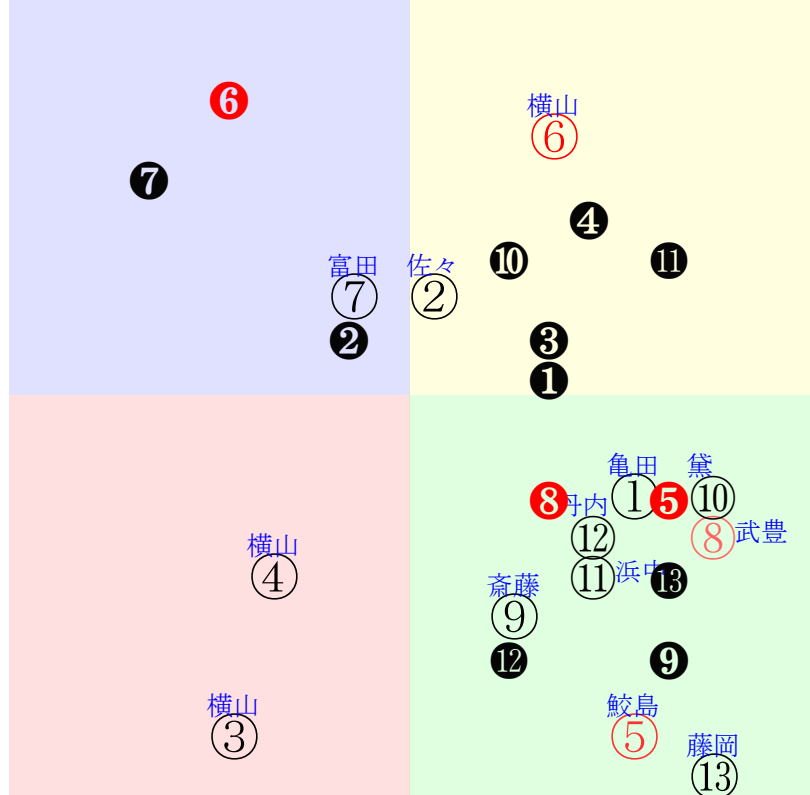 ❻
横山
⑥
❼
❹
❿
⓫
富田
⑦
佐々
②
❷
❸
❶
亀田
①
黛
⑩
❽
❺
丹内
⑫
⑧
武豊
横山
④
⑪
浜中
⓭
斎藤
⑨
⓬
❾
横山
③
鮫島
⑤
藤岡
⑬